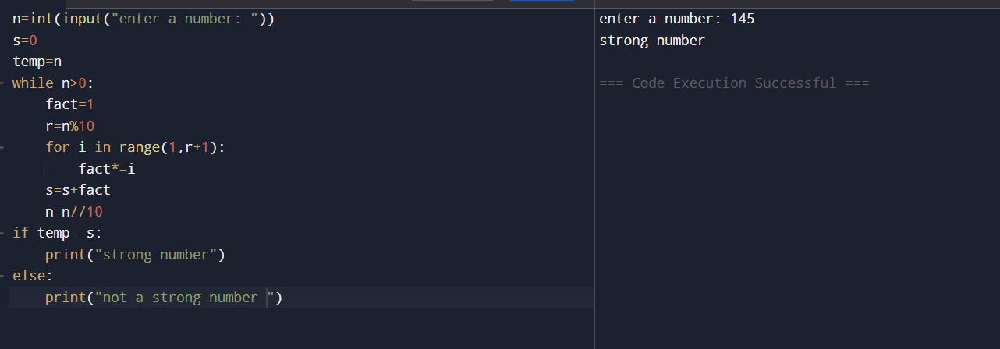 n=int(input("enter a number: "))
s=0
temp=n
while n>0:
    fact=1
    r=n%10
    for i in range(1,r+1):
        fact*=i
    s=s+fact
    n=n//10
if temp==s:
    print("strong number")
else:
    print("not a strong number ")
enter a number: 145
strong number
=== Code Execution Successful ===